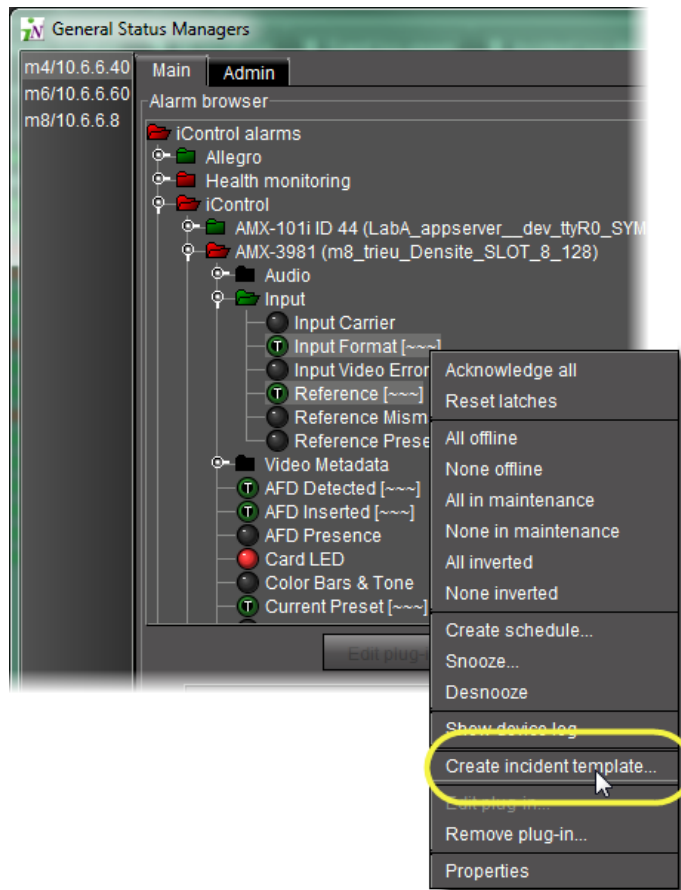 iN General Status Managers
m4/10.6.6.40
m6/10.6.6.60
m8/10.6.6.8
Main Admin
Alarm browser
iControl alarms
Allegro
Health monitoring
iControl
AMX-101i ID 44 (LabA_appserver__dev_ttyR0_SYM
AMX-3981 (m8_trieu_Densite_SLOT_8_128)
Audio
Input
Input Carrier
T Input Format [~~~]
Input Video Error
T Reference [~~~]
Reference Mism
Reference Prese
Video Metadata
T AFD Detected [~~~]
T AFD Inserted [~~~]
AFD Presence
Card LED
Color Bars & Tone
T Current Preset [~~~]
Edit plug-i
Acknowledge all
Reset latches
All offline
None offline
All in maintenance
None in maintenance
All inverted
None inverted
Create schedule...
Snooze...
Desnooze
Show device log
Create incident template...
Edit plug-in...
Remove plug-in...
Properties